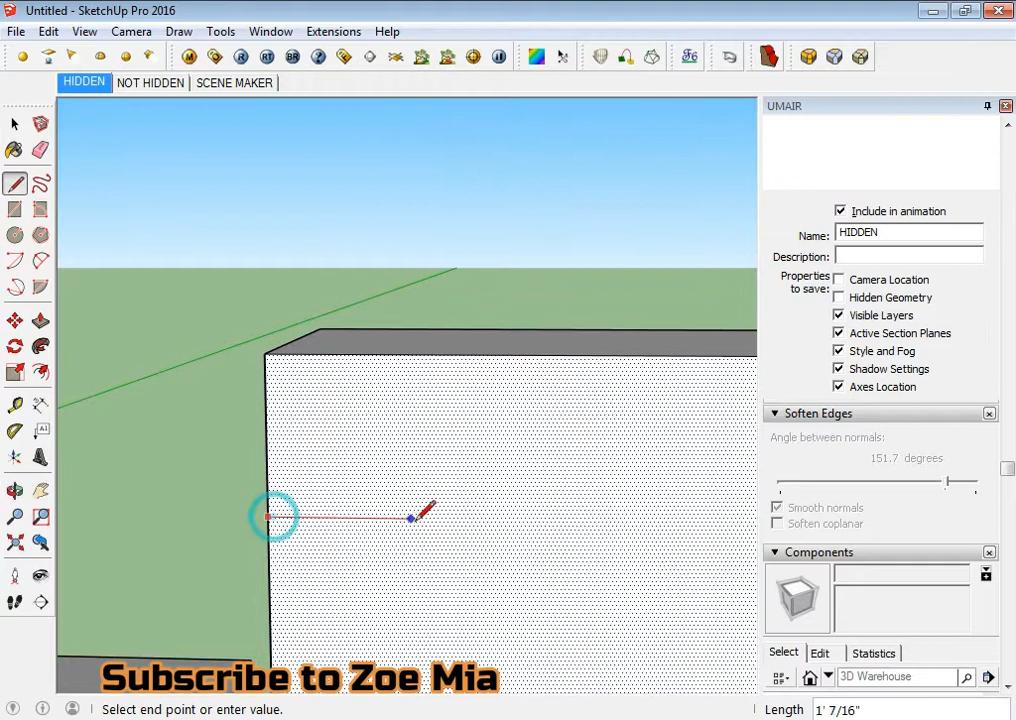 Untitled - SketchUp Pro 2016
File Edit View Camera Draw Tools Window Extensions Help
M R RT BR
HIDDEN NOT HIDDEN SCENE MAKER
UMAIR
Include in animation
Name: HIDDEN
Description:
Properties to save:
Camera Location
Hidden Geometry
Visible Layers
Active Section Planes
Style and Fog
Shadow Settings
Axes Location
Soften Edges
Angle between normals:
151.7 degrees
Smooth normals
Soften coplanar
Components
Select Edit Statistics
3D Warehouse
Subscribe to Zoe Mia
Select end point or enter value.
Length 1' 7/16"